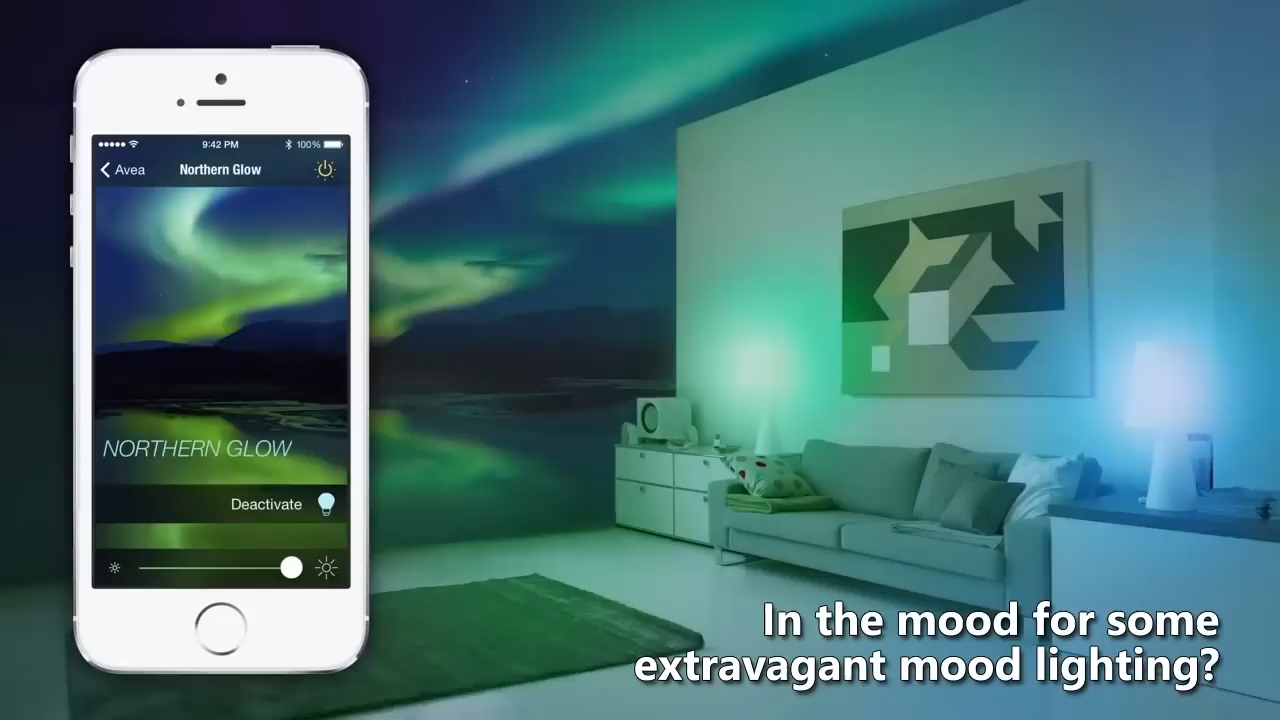 9:42 PM
100%
Avea
Northern Glow
NORTHERN GLOW
Deactivate
In the mood for some
extravagant mood lighting?